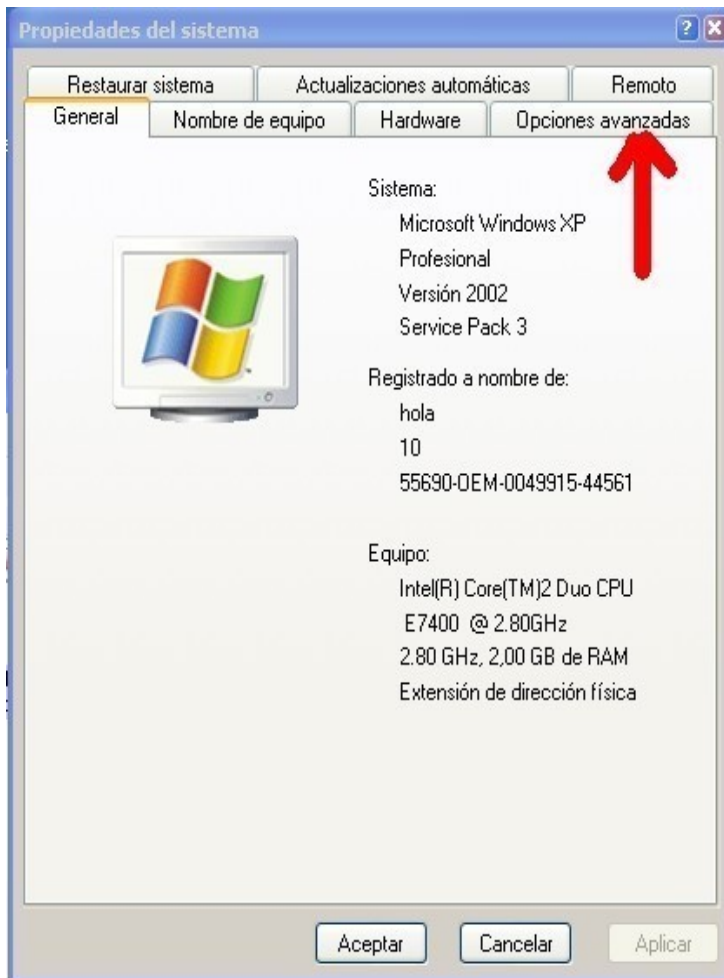 Propiedades del sistema
Restaurar sistema
Actualizaciones automáticas
Remoto
General
Nombre de equipo
Hardware
Opciones avanzadas
Sistema:
Microsoft Windows XP
Profesional
Versión 2002
Service Pack 3
Registrado a nombre de:
hola
10
55690-OEM-0049915-44561
Equipo:
Intel(R) Core(TM)2 Duo CPU
E7400 @ 2.80GHz
2.80 GHz, 2,00 GB de RAM
Extensión de dirección física
Aceptar
Cancelar
Aplicar